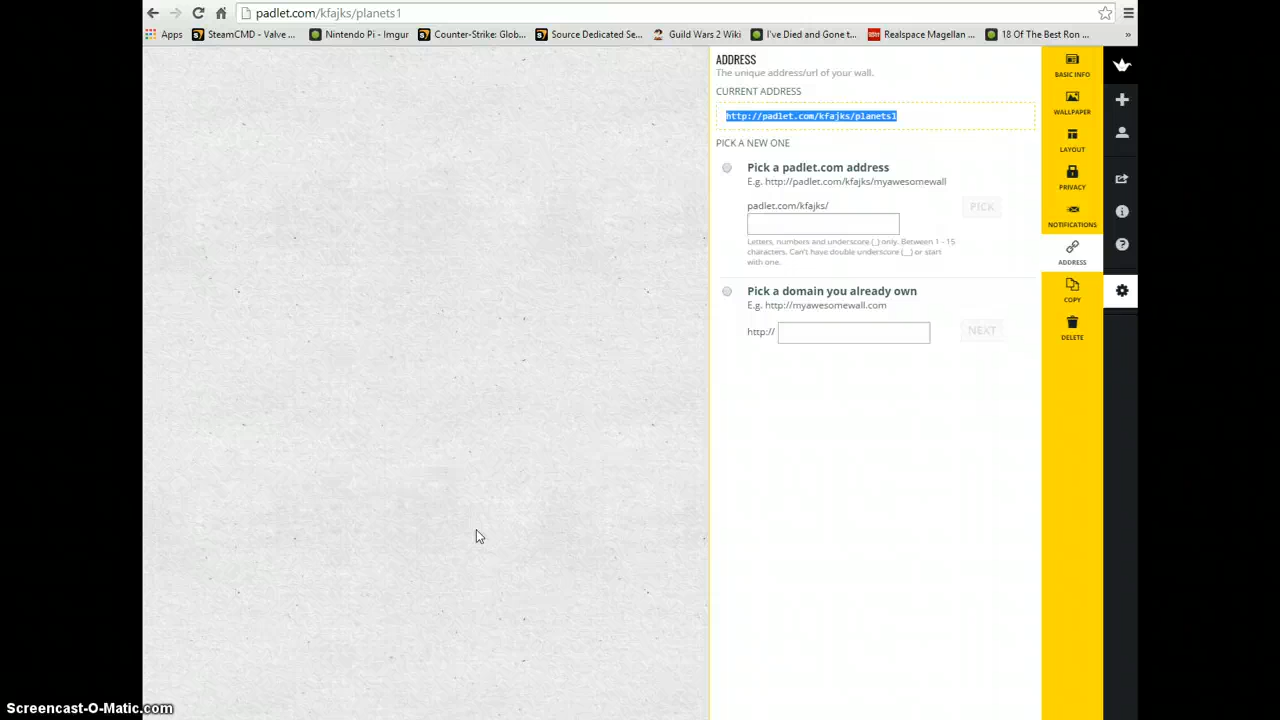 padlet.com/kfajks/planets1
Apps SteamCMD - Valve ... Nintendo Pi - Imgur Counter-Strike: Glob... Source Dedicated Se... Guild Wars 2 Wiki I've Died and Gone t... Realspace Magellan ... 18 Of The Best Ron ... »
ADDRESS
The unique address/url of your wall.
CURRENT ADDRESS
http://padlet.com/kfajks/planets1
PICK A NEW ONE
Pick a padlet.com address
E.g. http://padlet.com/kfajks/myawesomewall
padlet.com/kfajks/
PICK
Letters, numbers and underscore (_) only. Between 1 - 15
characters. Can't have double underscore (__) or start
with one.
Pick a domain you already own
E.g. http://myawesomewall.com
http://
NEXT
BASIC INFO
WALLPAPER
LAYOUT
PRIVACY
NOTIFICATIONS
ADDRESS
COPY
DELETE
Screencast-O-Matic.com